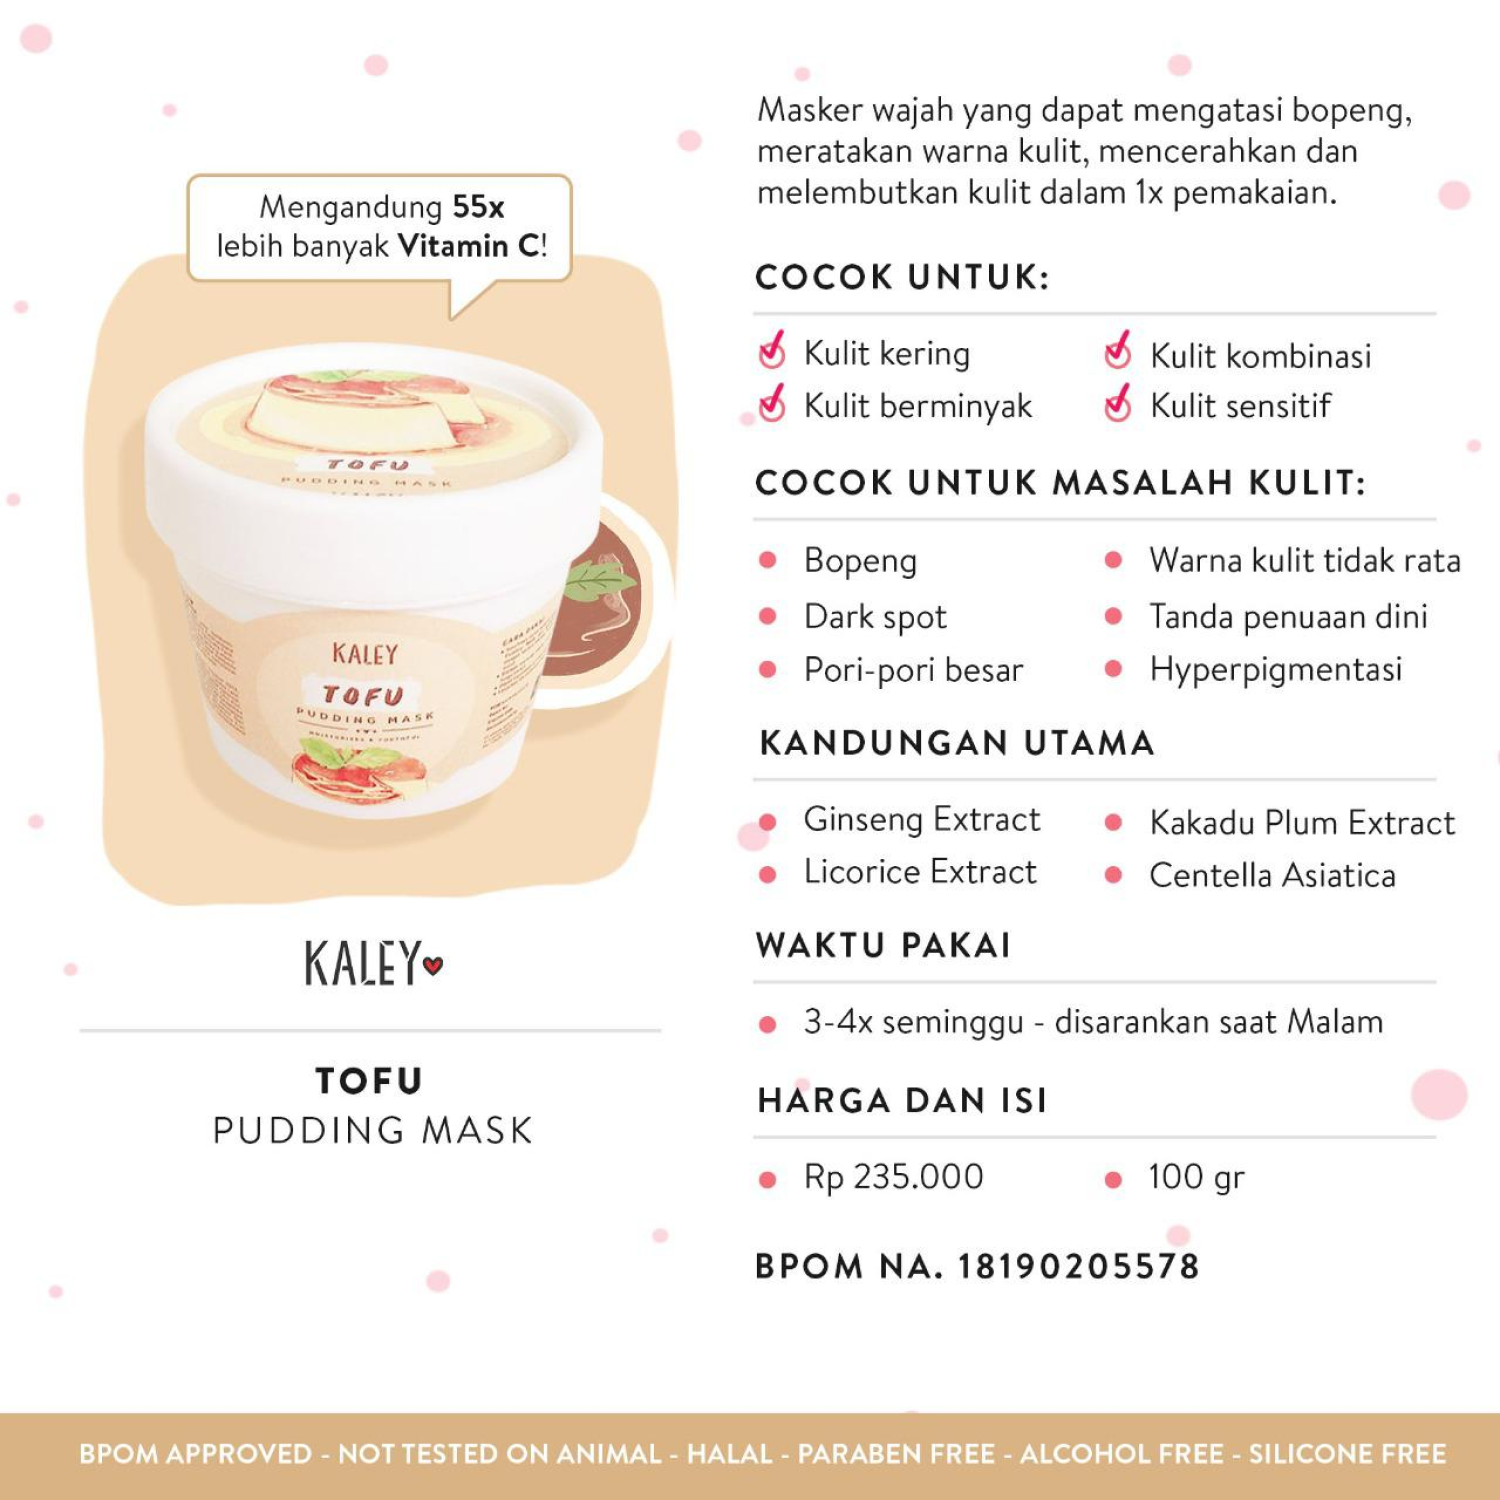 Mengandung 55x
lebih banyak Vitamin C!
TOFU
PUDDING MASK
KALEY
TOFU
PUDDING MASK
KALEY
TOFU
PUDDING MASK
Masker wajah yang dapat mengatasi bopeng,
meratakan warna kulit, mencerahkan dan
melembutkan kulit dalam 1x pemakaian.
COCOK UNTUK:
Kulit kering
Kulit kombinasi
Kulit berminyak
Kulit sensitif
COCOK UNTUK MASALAH KULIT:
Bopeng
Warna kulit tidak rata
Dark spot
Tanda penuaan dini
Pori-pori besar
Hyperpigmentasi
KANDUNGAN UTAMA
Ginseng Extract
Kakadu Plum Extract
Licorice Extract
Centella Asiatica
WAKTU PAKAI
3-4x seminggu - disarankan saat Malam
HARGA DAN ISI
Rp 235.000
100 gr
BPOM NA. 18190205578
BPOM APPROVED - NOT TESTED ON ANIMAL - HALAL - PARABEN FREE - ALCOHOL FREE - SILICONE FREE